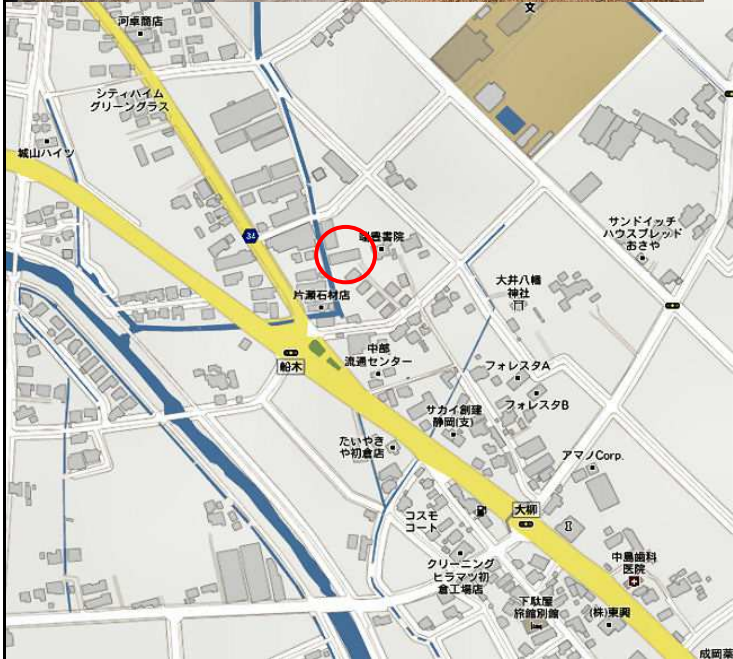 文
河卓商店
シティハイム
グリーングラス
城山ハイツ
34
書院
サンドイッチ
ハウスブレッド
おさや
大井八幡
神社
片瀬石材店
船木
中部
流通センター
フォレスタA
フォレスタB
サカイ創建
静岡(支)
たいやき
や初倉店
アマノCorp.
コスモ
コート
大柳
クリーニング
ヒラマツ初
倉工場店
中島歯科
医院
下駄屋
旅館別館
(株)東興
成岡薬